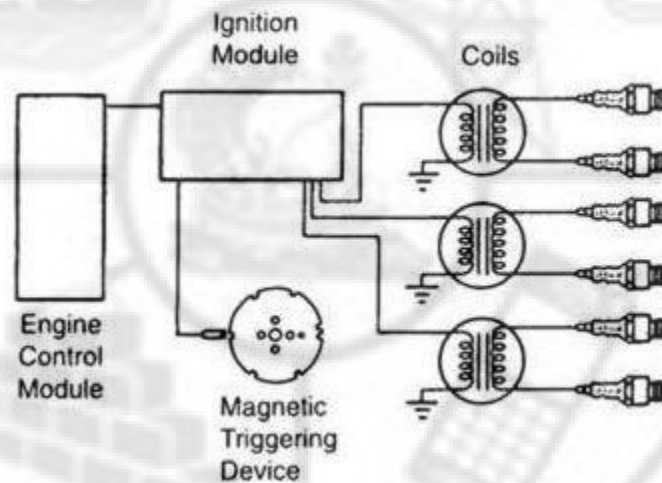 Ignition
Module
Coils
Engine
Control
Module
Magnetic
Triggering
Device